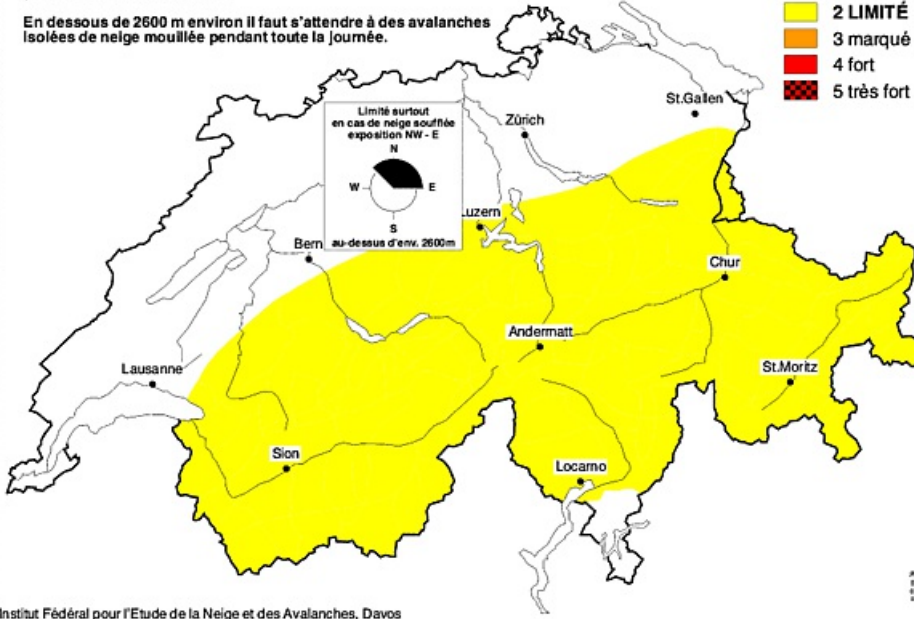 En dessous de 2600 m environ il faut s'attendre à des avalanches
isolées de neige mouillée pendant toute la journée.
2 LIMITÉ
3 marqué
4 fort
5 très fort
Limité surtout
en cas de neige soufflée
exposition NW - E
N
W
E
S
au-dessus d'env. 2600m
St.Gallen
Zürich
Luzern
Bern
Chur
Andermatt
Lausanne
St.Moritz
Sion
Locarno
Institut Fédéral pour l'Etude de la Neige et des Avalanches, Davos